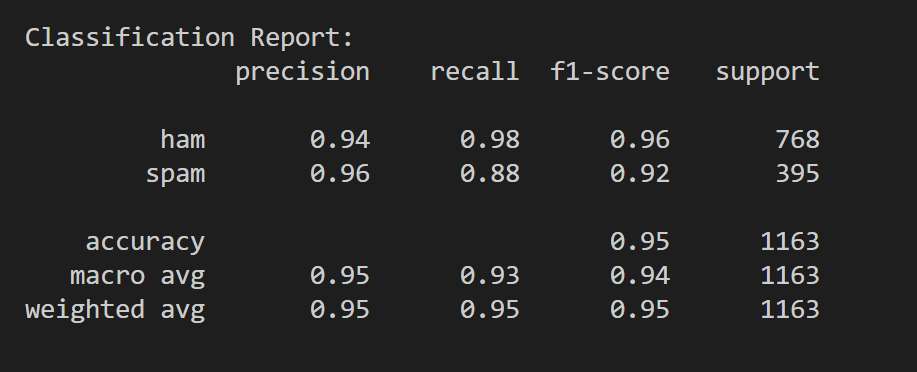 Classification Report:
precision recall f1-score support
ham 0.94 0.98 0.96 768
spam 0.96 0.88 0.92 395
accuracy 0.95 1163
macro avg 0.95 0.93 0.94 1163
weighted avg 0.95 0.95 0.95 1163